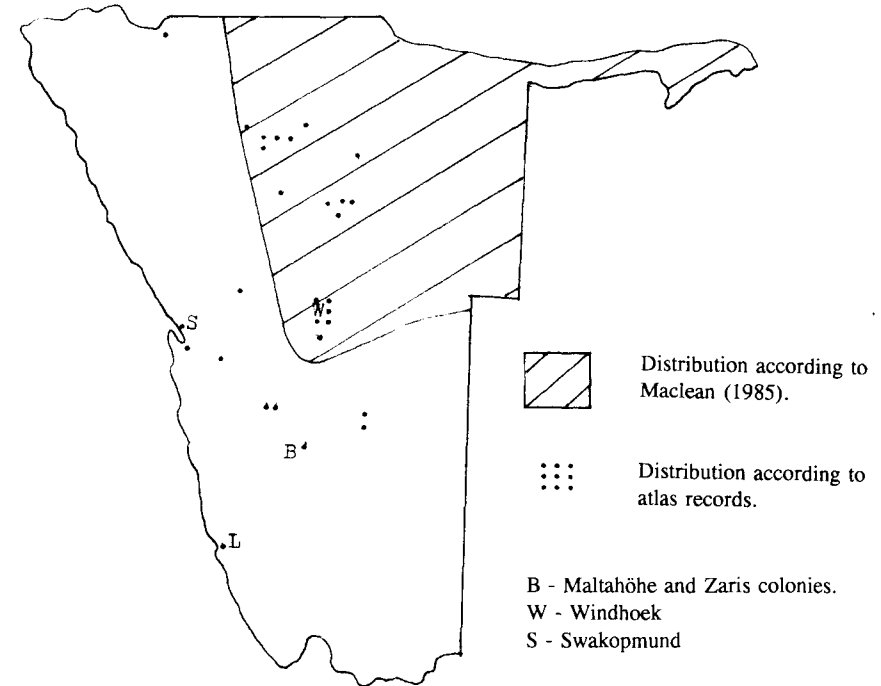 W
S
B
L
Distribution according to
Maclean (1985).
Distribution according to
atlas records.
B - Maltahöhe and Zaris colonies.
W - Windhoek
S - Swakopmund